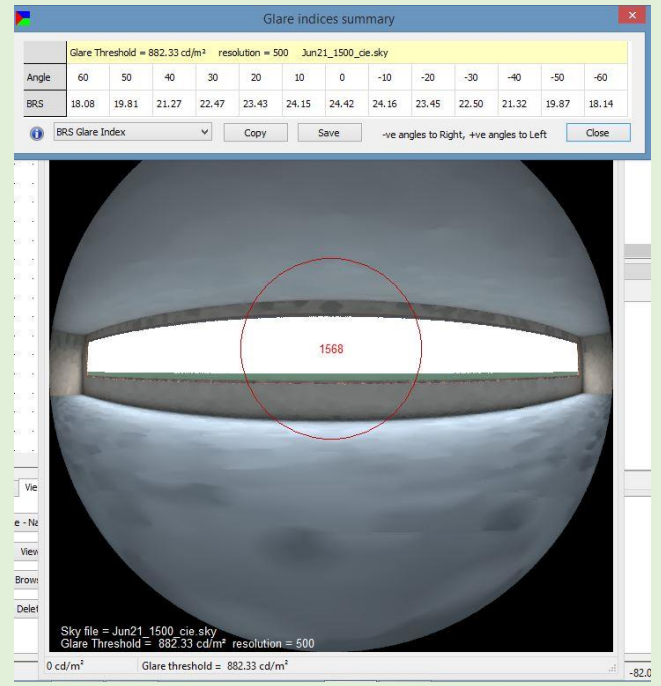 Glare indices summary
Glare Threshold = 882.33 cd/m² resolution = 500 Jun21_1500_cie.sky
Angle 60 50 40 30 20 10 0 -10 -20 -30 -40 -50 -60
BRS 18.08 19.81 21.27 22.47 23.43 24.15 24.42 24.16 23.45 22.50 21.32 19.87 18.14
BRS Glare Index Copy Save -ve angles to Right, +ve angles to Left Close
1568
Vie
e - Na
View
Brows
Delet
Sky file = Jun21_1500_cie.sky
Glare Threshold = 882.33 cd/m² resolution = 500
0 cd/m² Glare threshold = 882.33 cd/m²
-82.0